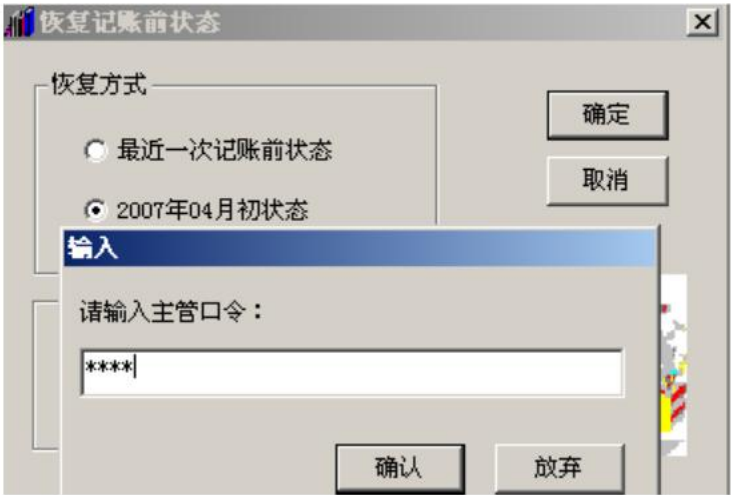 恢复记账前状态
恢复方式
最近一次记账前状态
2007年04月初状态
确定
取消
输入
请输入主管口令：
****
确认
放弃